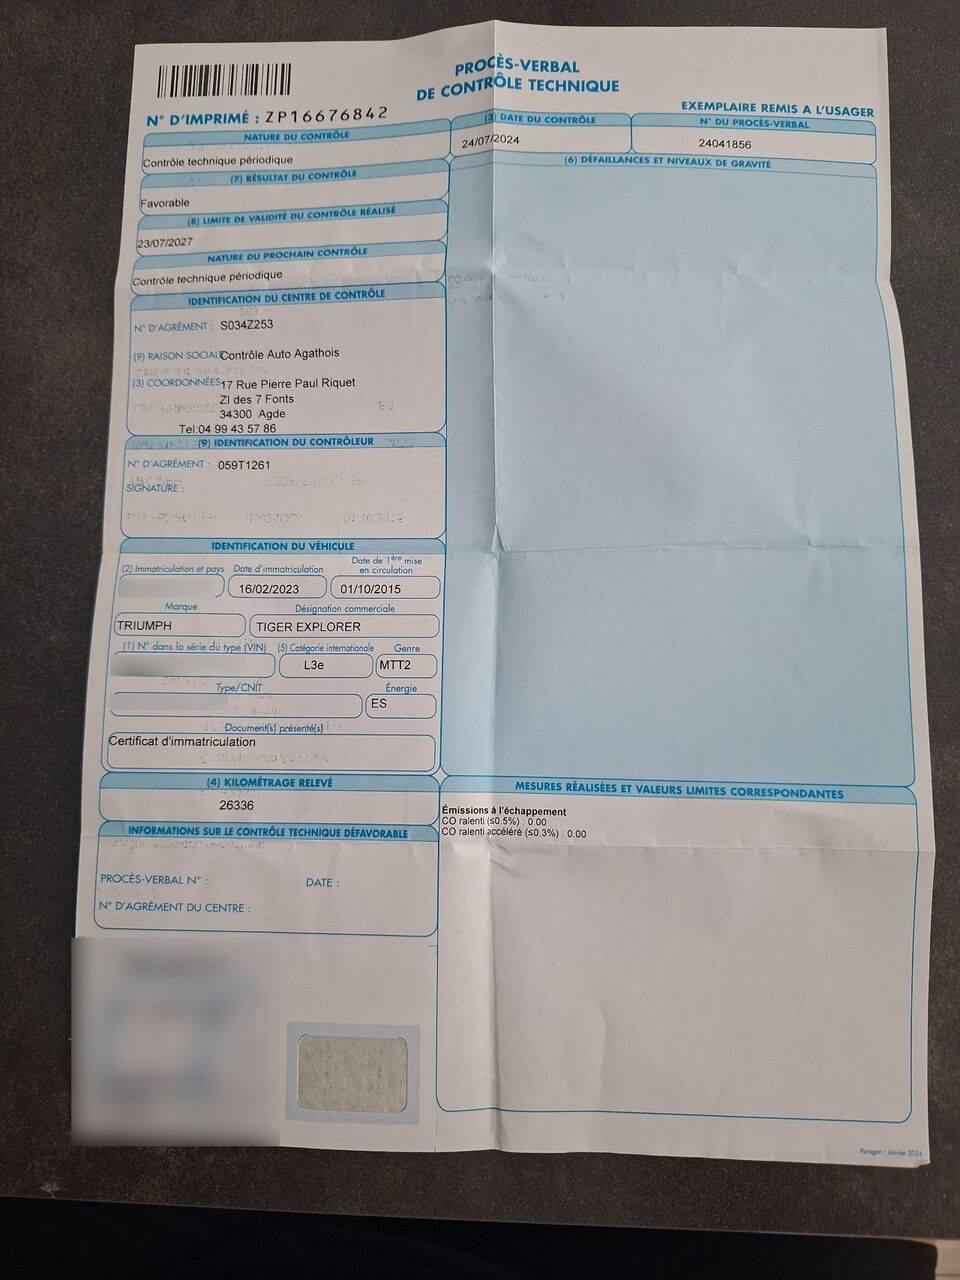 PROCÈS-VERBAL
DE CONTRÔLE TECHNIQUE
N° D'IMPRIMÉ : ZP16676842
EXEMPLAIRE REMIS A L'USAGER
NATURE DU CONTRÔLE
Contrôle technique périodique
(3) DATE DU CONTRÔLE
24/07/2024
N° DU PROCÈS-VERBAL
24041856
(7) RÉSULTAT DU CONTRÔLE
Favorable
(8) LIMITE DE VALIDITÉ DU CONTRÔLE RÉALISÉ
23/07/2027
NATURE DU PROCHAIN CONTRÔLE
Contrôle technique périodique
IDENTIFICATION DU CENTRE DE CONTRÔLE
N° D'AGRÉMENT : S034Z253
(9) RAISON SOCIALE Contrôle Auto Agathois
(3) COORDONNÉES 17 Rue Pierre Paul Riquet
ZI des 7 Fonts
34300 Agde
Tel:04 99 43 57 86
(9) IDENTIFICATION DU CONTRÔLEUR
N° D'AGRÉMENT : 059T1261
SIGNATURE :
IDENTIFICATION DU VÉHICULE
(2) Immatriculation et pays
Date d'immatriculation
16/02/2023
Date de 1ère mise
en circulation
01/10/2015
Marque
TRIUMPH
Désignation commerciale
TIGER EXPLORER
(1) N° dans la série du type (VIN)
(5) Catégorie internationale
L3e
Genre
MTT2
Type/CNIT
Énergie
ES
Document(s) présenté(s)
Certificat d'immatriculation
(4) KILOMÉTRAGE RELEVÉ
26336
INFORMATIONS SUR LE CONTRÔLE TECHNIQUE DÉFAVORABLE
PROCÈS-VERBAL N° :
DATE :
N° D'AGRÉMENT DU CENTRE :
(6) DÉFAILLANCES ET NIVEAUX DE GRAVITÉ
MESURES RÉALISÉES ET VALEURS LIMITES CORRESPONDANTES
Émissions à l'échappement
CO ralenti (≤0.5%) : 0.00
CO ralenti accéléré (≤0.3%) : 0.00
Paragon - Janvier 2024